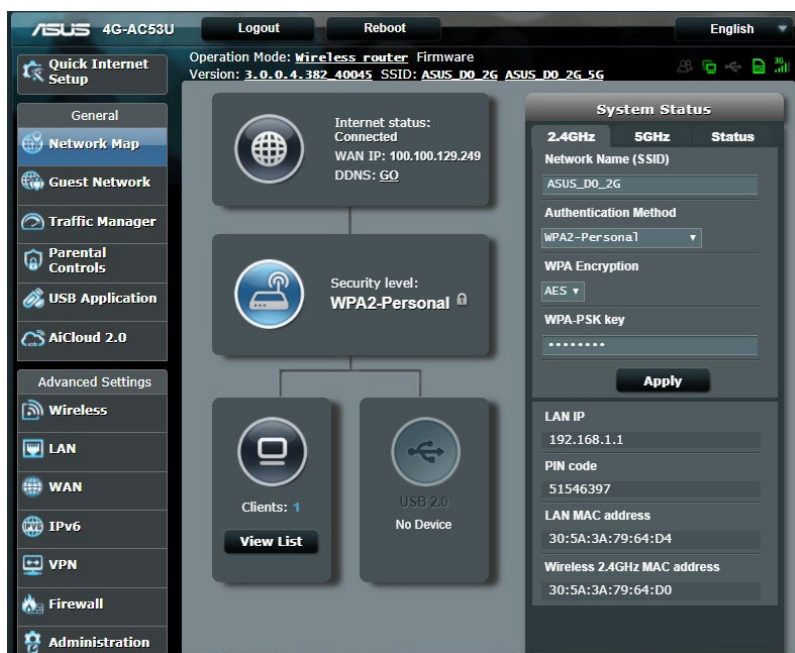 ASUS 4G-AC53U
Logout
Reboot
English
Quick Internet
Setup
Operation Mode: Wireless router Firmware
Version: 3.0.0.4.382_40045 SSID: ASUS_D0_2G ASUS_D0_2G_5G
3G
General
Network Map
Guest Network
Traffic Manager
Parental
Controls
USB Application
AiCloud 2.0
Advanced Settings
Wireless
LAN
WAN
IPv6
VPN
Firewall
Administration
Internet status:
Connected
WAN IP: 100.100.129.249
DDNS: GO
Security level:
WPA2-Personal
Clients: 1
View List
USB 2.0
No Device
System Status
2.4GHz 5GHz Status
Network Name (SSID)
ASUS_D0_2G
Authentication Method
WPA2-Personal
WPA Encryption
AES
WPA-PSK key
••••••••
Apply
LAN IP
192.168.1.1
PIN code
51546397
LAN MAC address
30:5A:3A:79:64:D4
Wireless 2.4GHz MAC address
30:5A:3A:79:64:D0